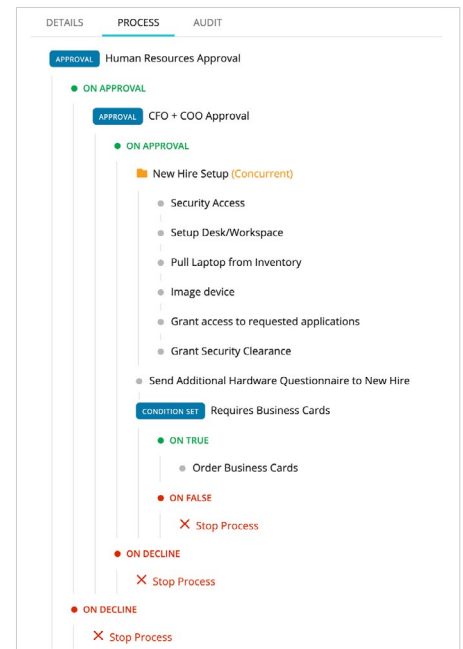 DETAILS PROCESS AUDIT
APPROVAL Human Resources Approval
ON APPROVAL
APPROVAL CFO + COO Approval
ON APPROVAL
New Hire Setup (Concurrent)
Security Access
Setup Desk/Workspace
Pull Laptop from Inventory
Image device
Grant access to requested applications
Grant Security Clearance
Send Additional Hardware Questionnaire to New Hire
CONDITION SET Requires Business Cards
ON TRUE
Order Business Cards
ON FALSE
Stop Process
ON DECLINE
Stop Process
ON DECLINE
Stop Process